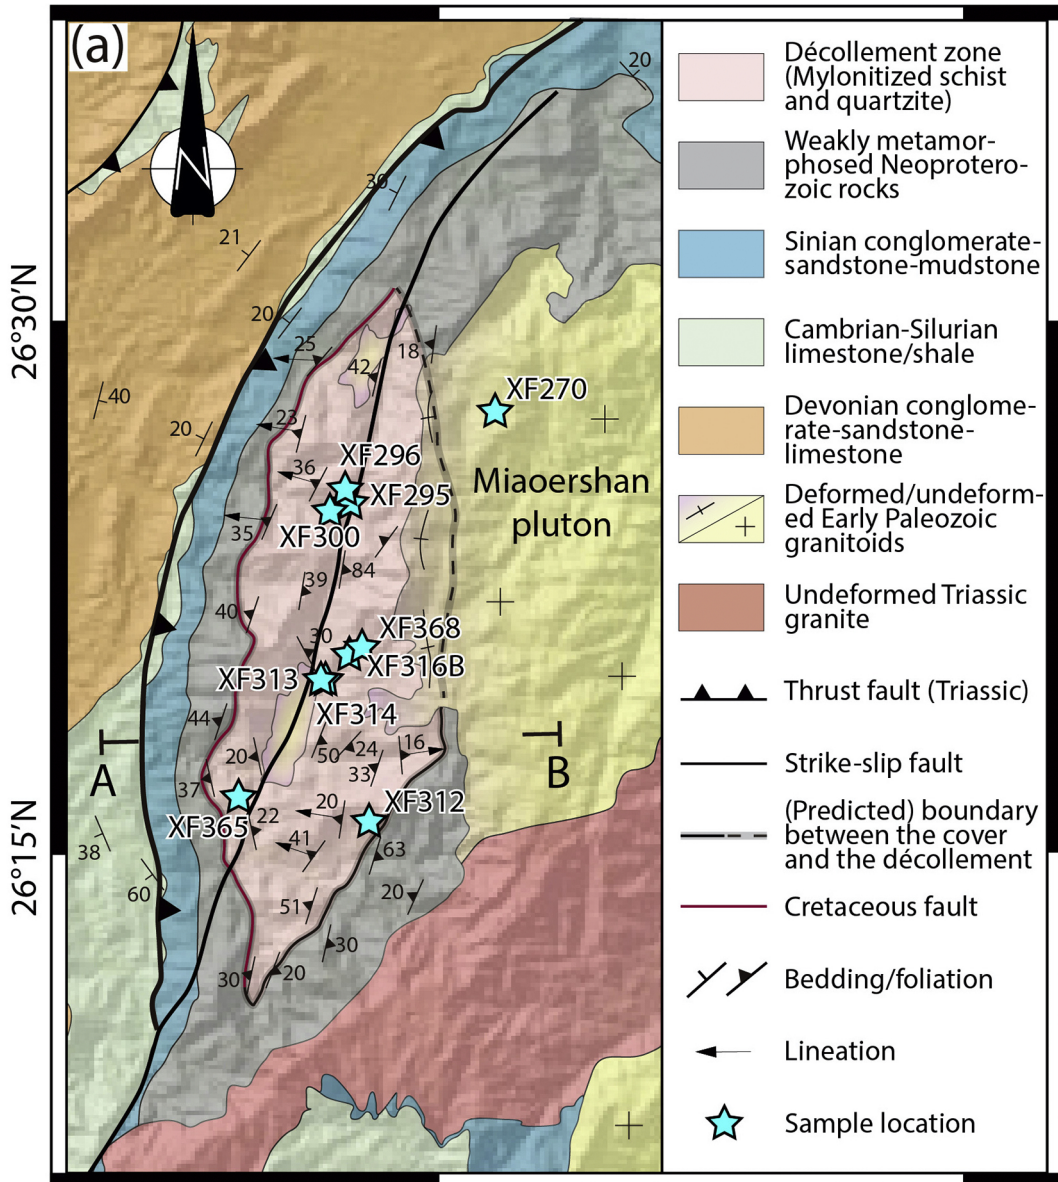 (a)
N
20
30
21
20
25
18
42
40
20
23
XF270
XF296
36
XF295
Miaoershan
pluton
35
XF300
84
39
40
30
XF368
XF316B
XF313
XF314
44
20
50
24
16
33
A
B
37
XF365
22
20
XF312
41
63
38
60
20
51
30
30
20
26°30′N
26°15′N
Décollement zone
(Mylonitized schist
and quartzite)
Weakly metamor-
phosed Neoprotero-
zoic rocks
Sinian conglomerate-
sandstone-mudstone
Cambrian-Silurian
limestone/shale
Devonian conglome-
rate-sandstone-
limestone
Deformed/undeform-
ed Early Paleozoic
granitoids
Undeformed Triassic
granite
Thrust fault (Triassic)
Strike-slip fault
(Predicted) boundary
between the cover
and the décollement
Cretaceous fault
Bedding/foliation
Lineation
Sample location